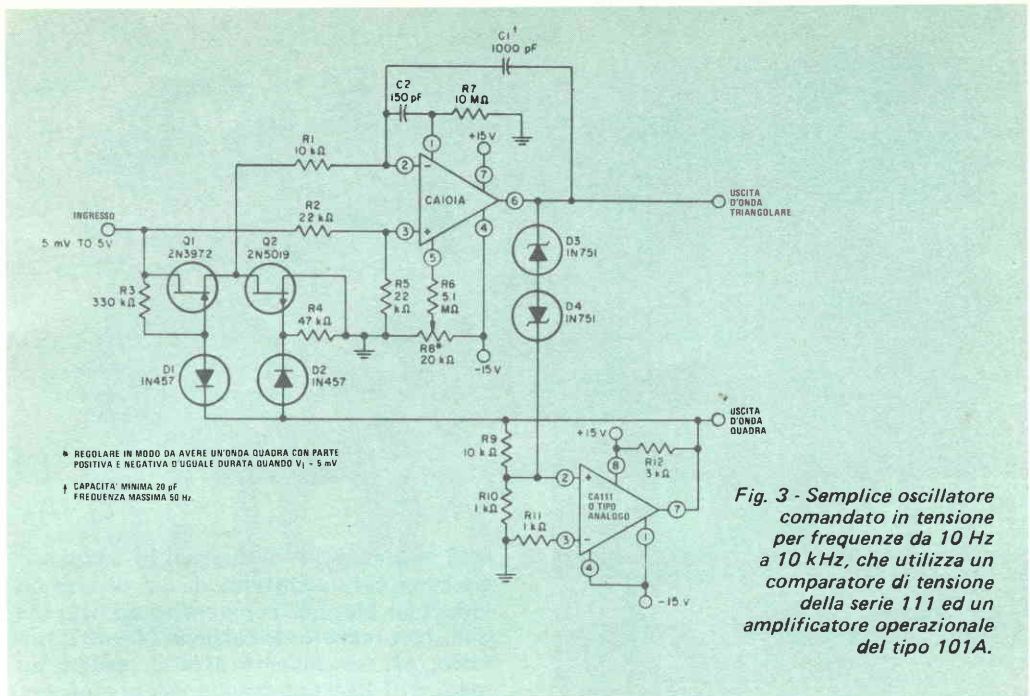 C1†
1000 pF
C2
150 pF
R7
10 MΩ
+15 V
R1
10 kΩ
1
7
2
-
CA101A
6
USCITA
D'ONDA
TRIANGOLARE
INGRESSO
5 mV TO 5V
R2
22 kΩ
3
+
4
5
Q1
2N3972
Q2
2N5019
R3
330 kΩ
R4
47 kΩ
R5
22
kΩ
R6
5.1
MΩ
R8*
20 kΩ
-15 V
D3
1N751
D4
1N751
D1
1N457
D2
1N457
USCITA
D'ONDA
QUADRA
* REGOLARE IN MODO DA AVERE UN'ONDA QUADRA CON PARTE
POSITIVA E NEGATIVA D'UGUALE DURATA QUANDO Vi - 5 mV
† CAPACITA' MINIMA 20 pF
FREQUENZA MASSIMA 50 Hz.
R9
10 kΩ
+15 V
8
R12
3 kΩ
2
+
CA111
O TIPO
ANALOGO
7
R10
1 kΩ
R11
1 kΩ
3
-
1
4
-15 V
Fig. 3 - Semplice oscillatore
comandato in tensione
per frequenze da 10 Hz
a 10 kHz, che utilizza un
comparatore di tensione
della serie 111 ed un
amplificatore operazionale
del tipo 101A.